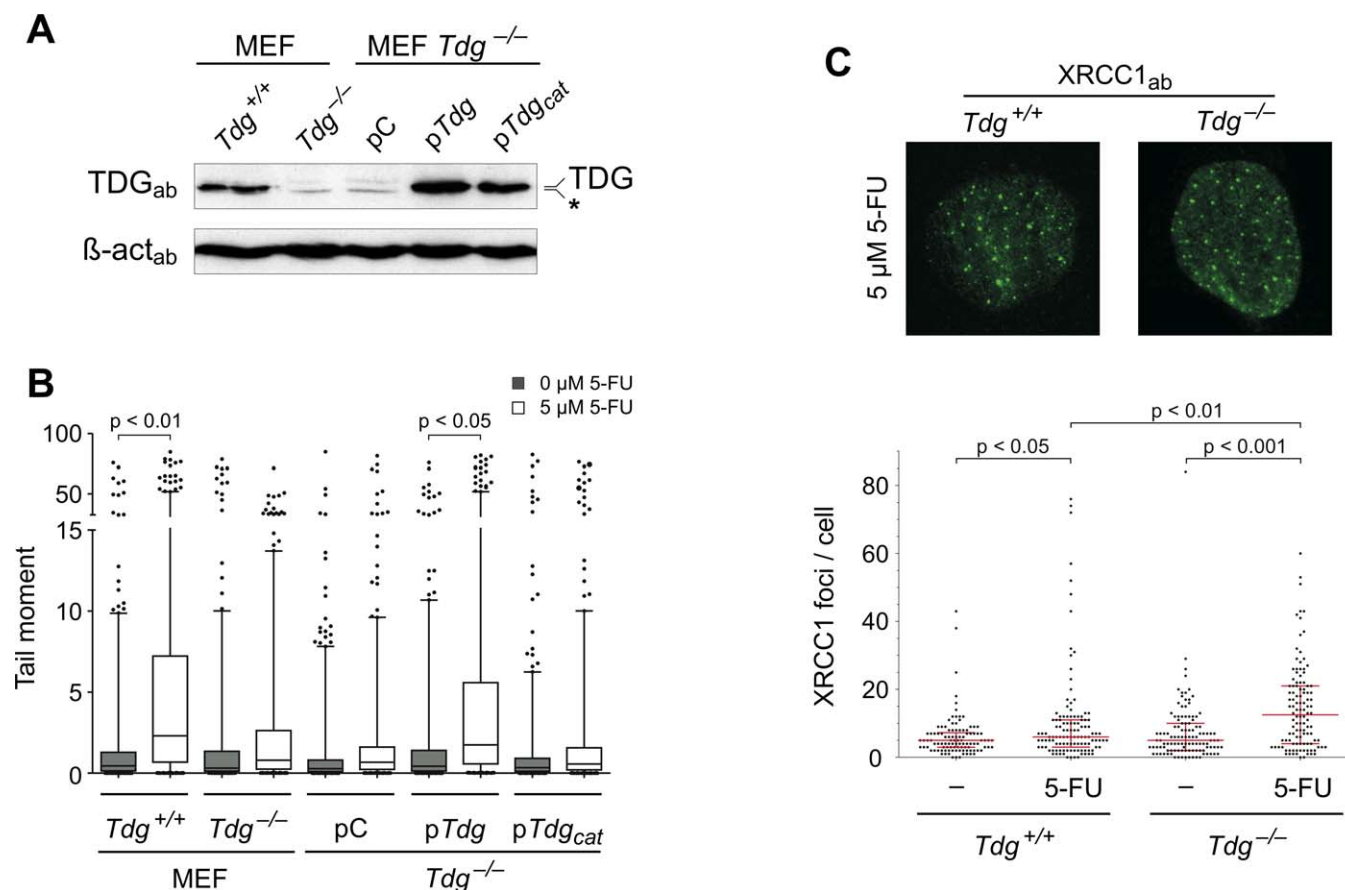 A
MEF
MEF Tdg −/−
Tdg +/+
Tdg −/−
pC
pTdg
pTdgcat
TDGab
TDG
*
ß-actab
B
0 µM 5-FU
5 µM 5-FU
p < 0.01
p < 0.05
100
50
15
10
5
0
Tail moment
Tdg +/+
Tdg −/−
pC
pTdg
pTdgcat
MEF
Tdg −/−
C
XRCC1ab
Tdg +/+
Tdg −/−
5 µM 5-FU
p < 0.01
p < 0.05
p < 0.001
80
60
40
20
0
XRCC1 foci / cell
–
5-FU
–
5-FU
Tdg +/+
Tdg −/−